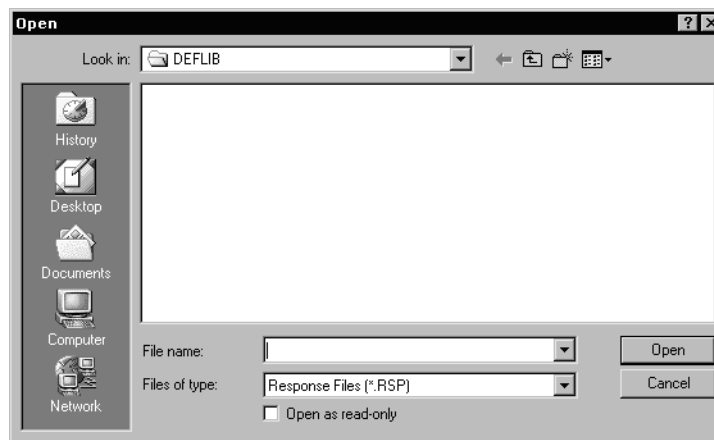 Open
Look in: DEFLIB
History
Desktop
Documents
Computer
Network
File name:
Open
Files of type: Response Files (*.RSP)
Cancel
Open as read-only